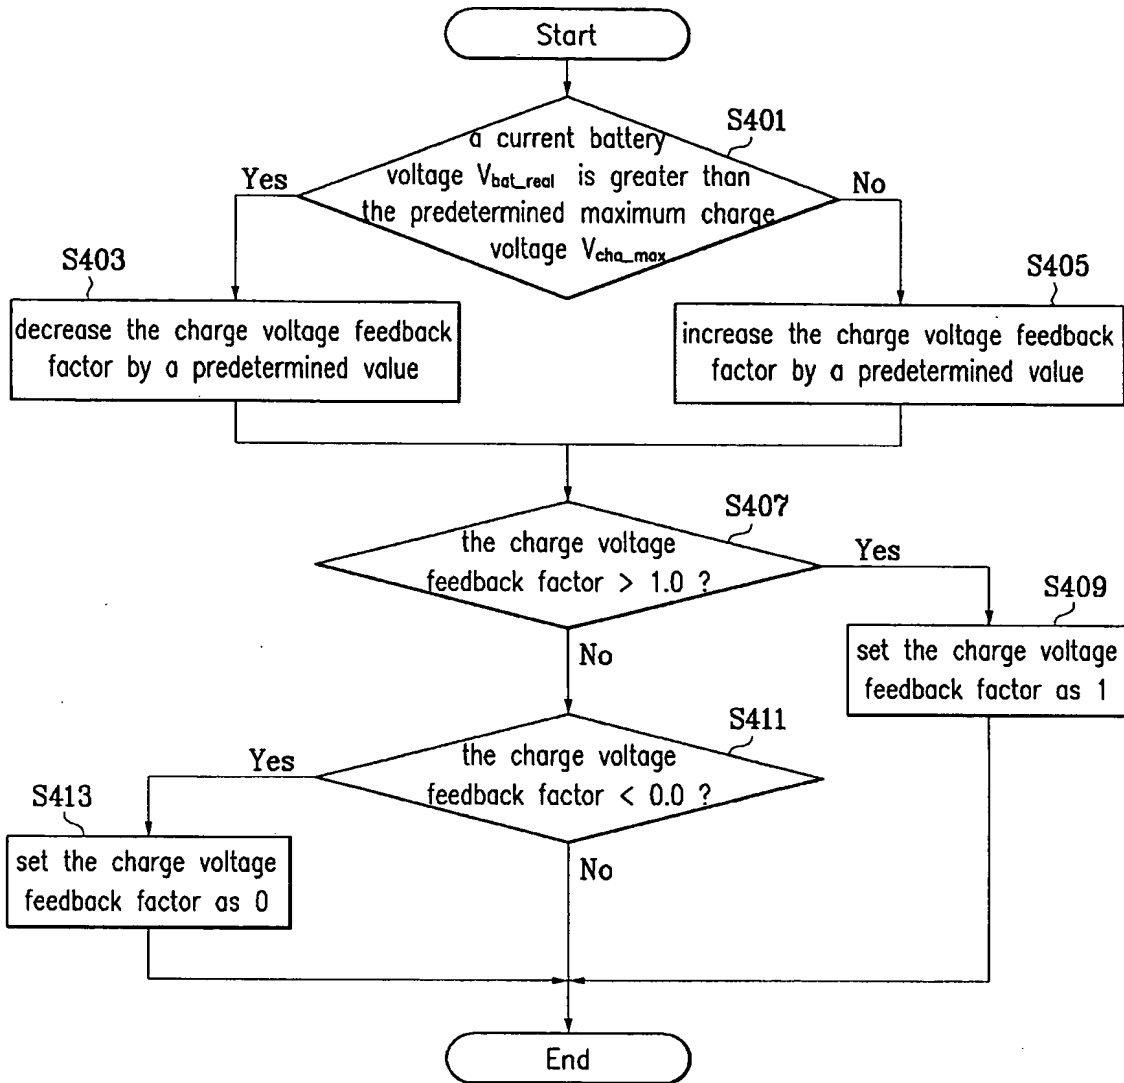 Start
S401
a current battery
voltage Vbat_real is greater than
the predetermined maximum charge
voltage Vcha_max
Yes
No
S403
decrease the charge voltage feedback
factor by a predetermined value
S405
increase the charge voltage feedback
factor by a predetermined value
S407
the charge voltage
feedback factor > 1.0 ?
Yes
No
S409
set the charge voltage
feedback factor as 1
S411
the charge voltage
feedback factor < 0.0 ?
Yes
No
S413
set the charge voltage
feedback factor as 0
End